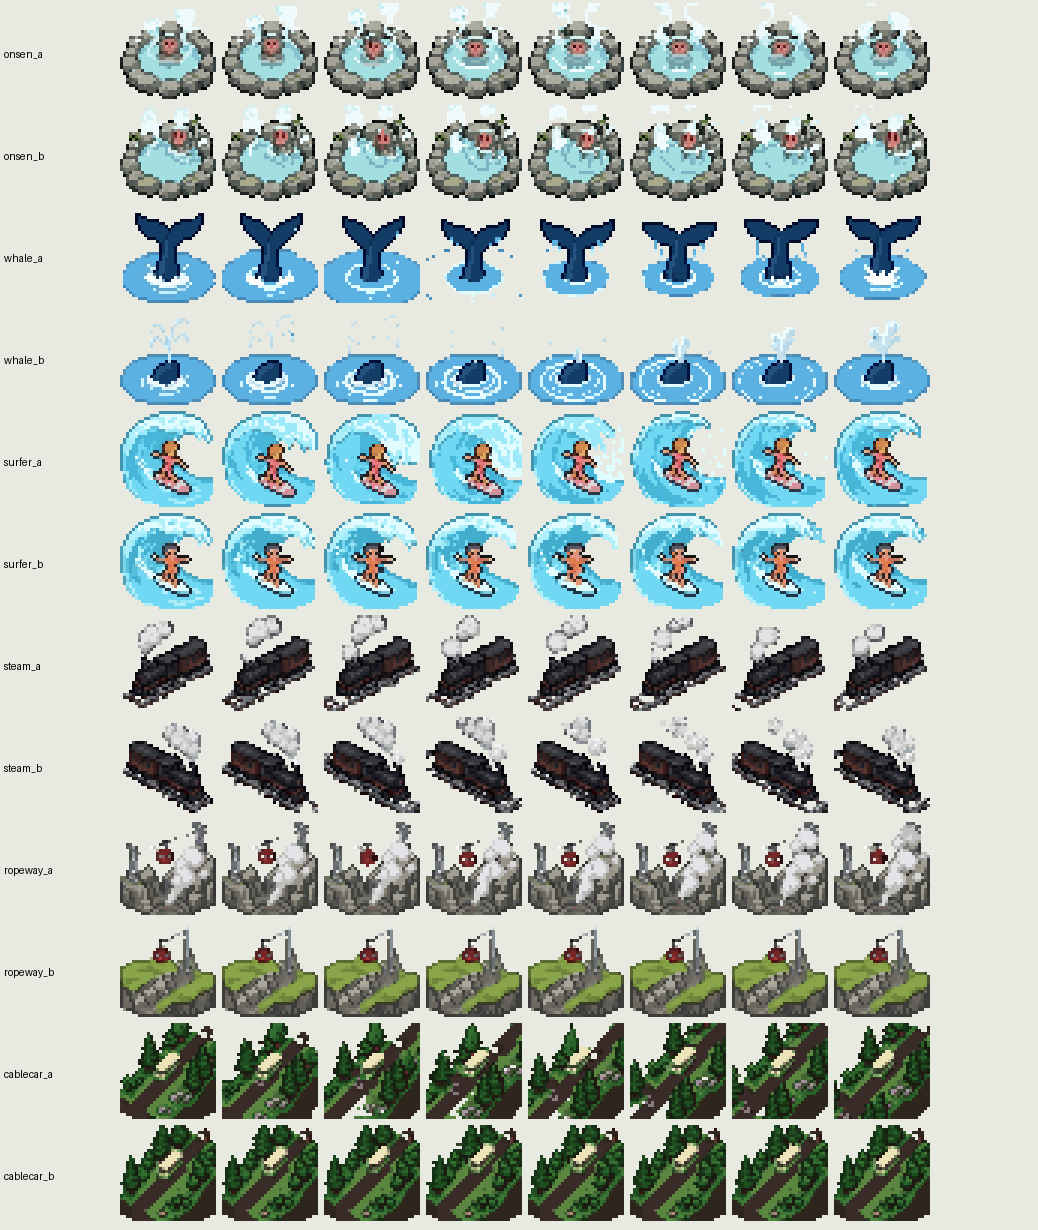 onsen_a
onsen_b
whale_a
whale_b
surfer_a
surfer_b
steam_a
steam_b
ropeway_a
ropeway_b
cablecar_a
cablecar_b